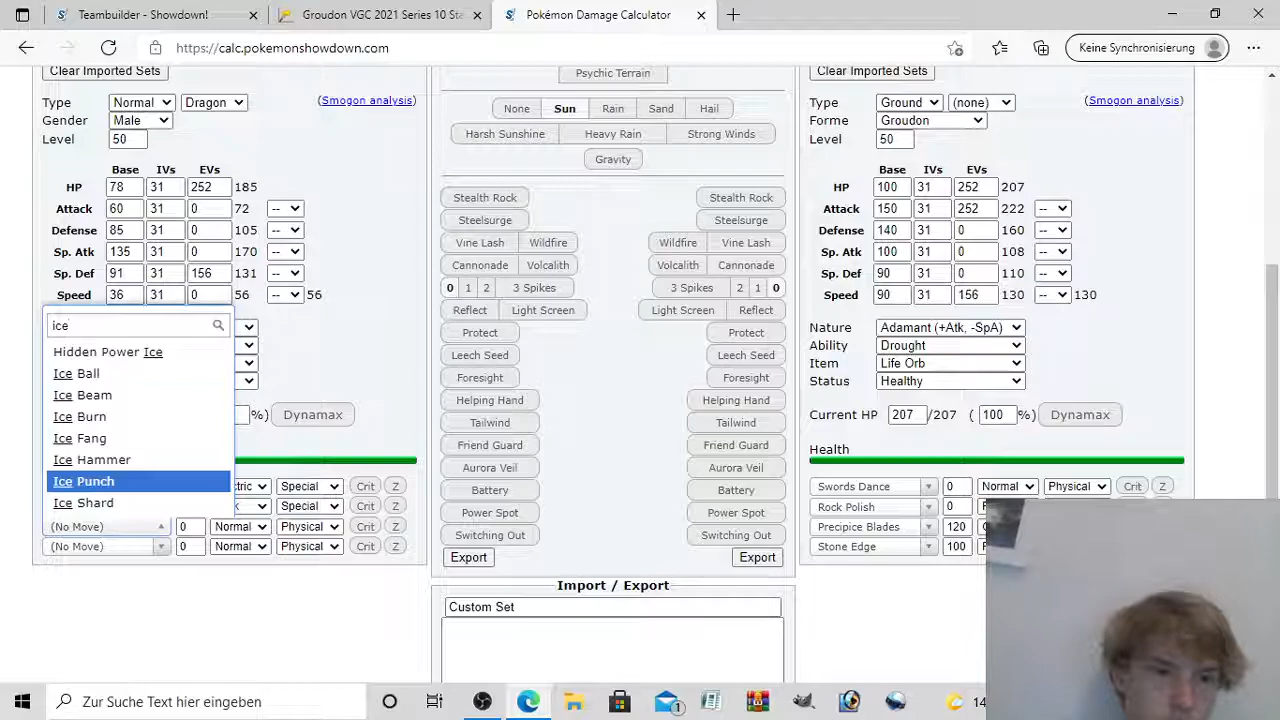 Teambuilder - Showdown!
Groudon VGC 2021 Series 10 Sta
Pokémon Damage Calculator
https://calc.pokemonshowdown.com
Keine Synchronisierung
Clear Imported Sets
Psychic Terrain
Clear Imported Sets
Type Normal Dragon (Smogon analysis)
Gender Male
Level 50
Base IVs EVs
HP 78 31 252 185
Attack 60 31 0 72 --
Defense 85 31 0 105 --
Sp. Atk 135 31 0 170 --
Sp. Def 91 31 156 131 --
Speed 36 31 0 56 -- 56
ice
Hidden Power Ice
Ice Ball
Ice Beam
Ice Burn
Ice Fang
Ice Hammer
Ice Punch
Ice Shard
%) Dynamax
Special Crit Z
Special Crit Z
(No Move) 0 Normal Physical Crit Z
(No Move) 0 Normal Physical Crit Z
None Sun Rain Sand Hail
Harsh Sunshine Heavy Rain Strong Winds
Gravity
Stealth Rock Stealth Rock
Steelsurge Steelsurge
Vine Lash Wildfire Wildfire Vine Lash
Cannonade Volcalith Volcalith Cannonade
0 1 2 3 Spikes 3 Spikes 2 1 0
Reflect Light Screen Light Screen Reflect
Protect Protect
Leech Seed Leech Seed
Foresight Foresight
Helping Hand Helping Hand
Tailwind Tailwind
Friend Guard Friend Guard
Aurora Veil Aurora Veil
Battery Battery
Power Spot Power Spot
Switching Out Switching Out
Export Export
Import / Export
Custom Set
Type Ground (none) (Smogon analysis)
Forme Groudon
Level 50
Base IVs EVs
HP 100 31 252 207
Attack 150 31 252 222 --
Defense 140 31 0 160 --
Sp. Atk 100 31 0 108 --
Sp. Def 90 31 0 110 --
Speed 90 31 156 130 -- 130
Nature Adamant (+Atk, -SpA)
Ability Drought
Item Life Orb
Status Healthy
Current HP 207 /207 ( 100 %) Dynamax
Health
Swords Dance 0 Normal Physical Crit Z
Rock Polish 0
Precipice Blades 120
Stone Edge 100
Zur Suche Text hier eingeben
1
14